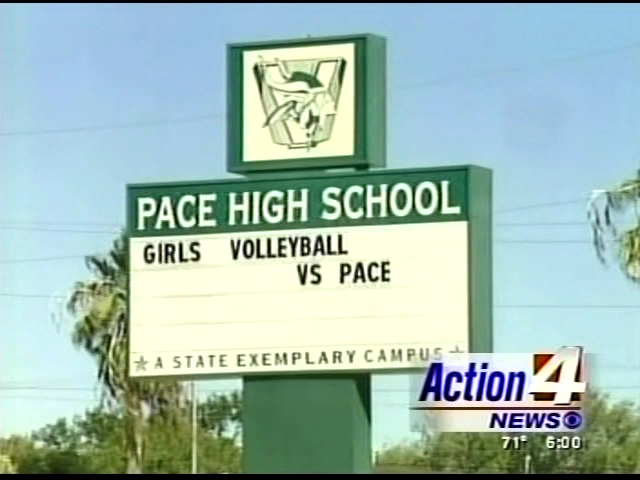 V
PACE HIGH SCHOOL
GIRLS VOLLEYBALL
VS PACE
A STATE EXEMPLARY CAMPUS
Action 4
NEWS
71° 6:00